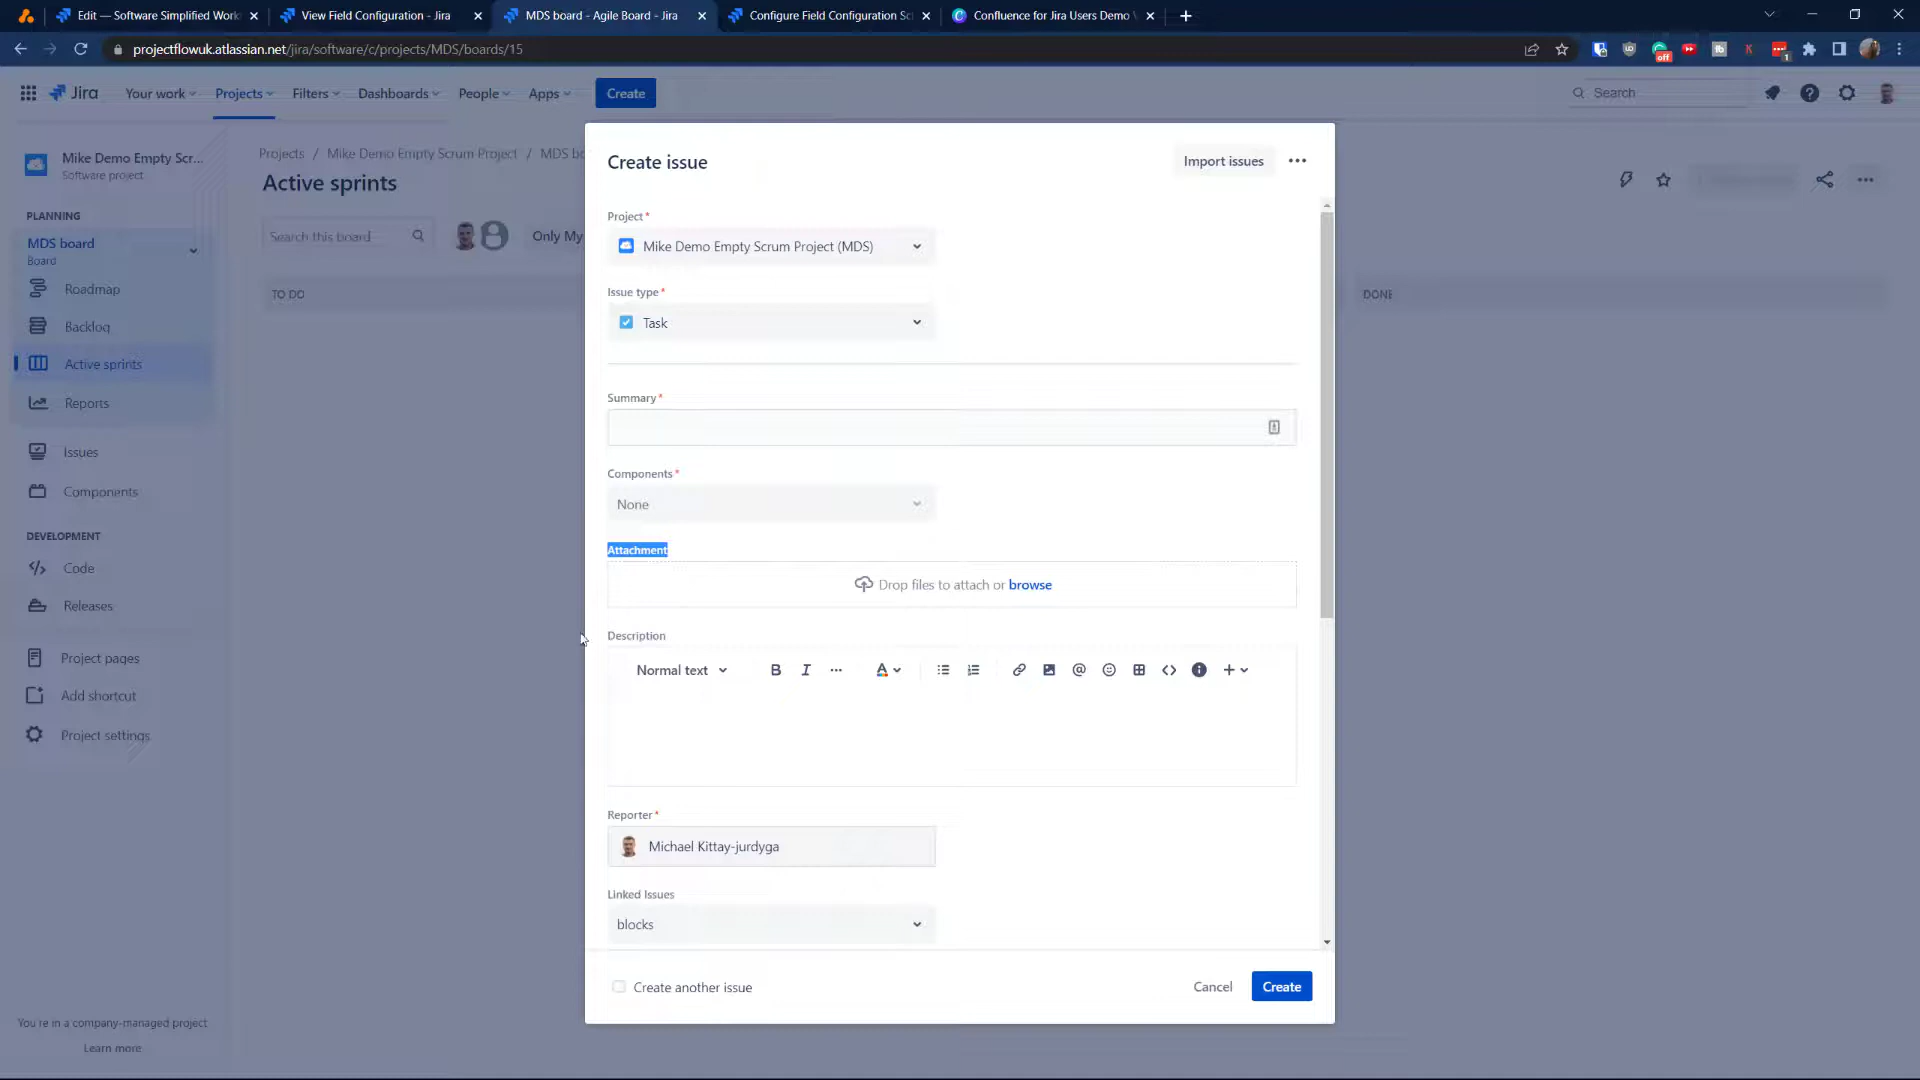 Edit — Software Simplified Work
View Field Configuration - Jira
MDS board - Agile Board - Jira
Configure Field Configuration Sc
Confluence for Jira Users Demo
projectflowuk.atlassian.net/jira/software/c/projects/MDS/boards/15
off
1
Jira
Your work
Projects
Filters
Dashboards
People
Apps
Create
Search
Mike Demo Empty Scr...
Software project
PLANNING
MDS board
Board
Roadmap
Backlog
Active sprints
Reports
Issues
Components
DEVELOPMENT
Code
Releases
Project pages
Add shortcut
Project settings
You're in a company-managed project
Learn more
Projects / Mike Demo Empty Scrum Project / MDS bo
Active sprints
Search this board
Only My
TO DO
DONE
Create issue
Import issues
Project*
Mike Demo Empty Scrum Project (MDS)
Issue type*
Task
Summary*
Components*
None
Attachment
Drop files to attach or browse
Description
Normal text
Reporter*
Michael Kittay-jurdyga
Linked Issues
blocks
Create another issue
Cancel
Create